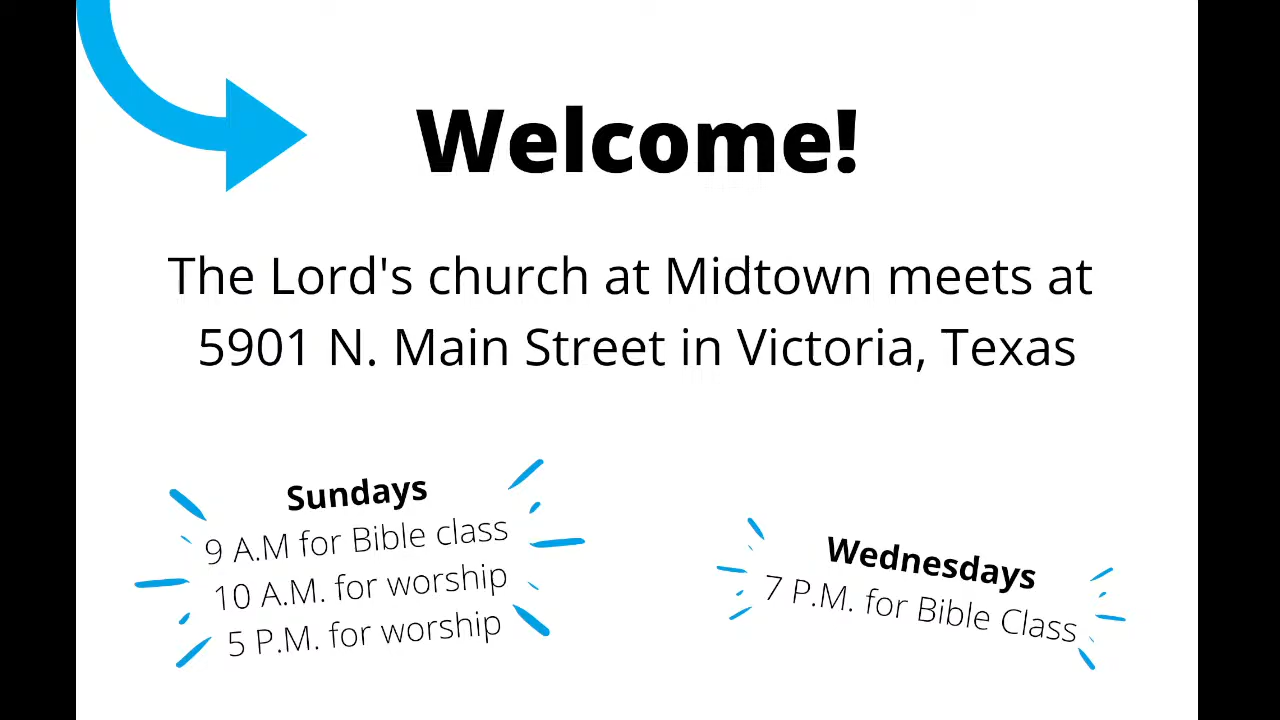 Welcome!
The Lord's church at Midtown meets at
5901 N. Main Street in Victoria, Texas
Sundays
9 A.M for Bible class
10 A.M. for worship
5 P.M. for worship
Wednesdays
7 P.M. for Bible Class